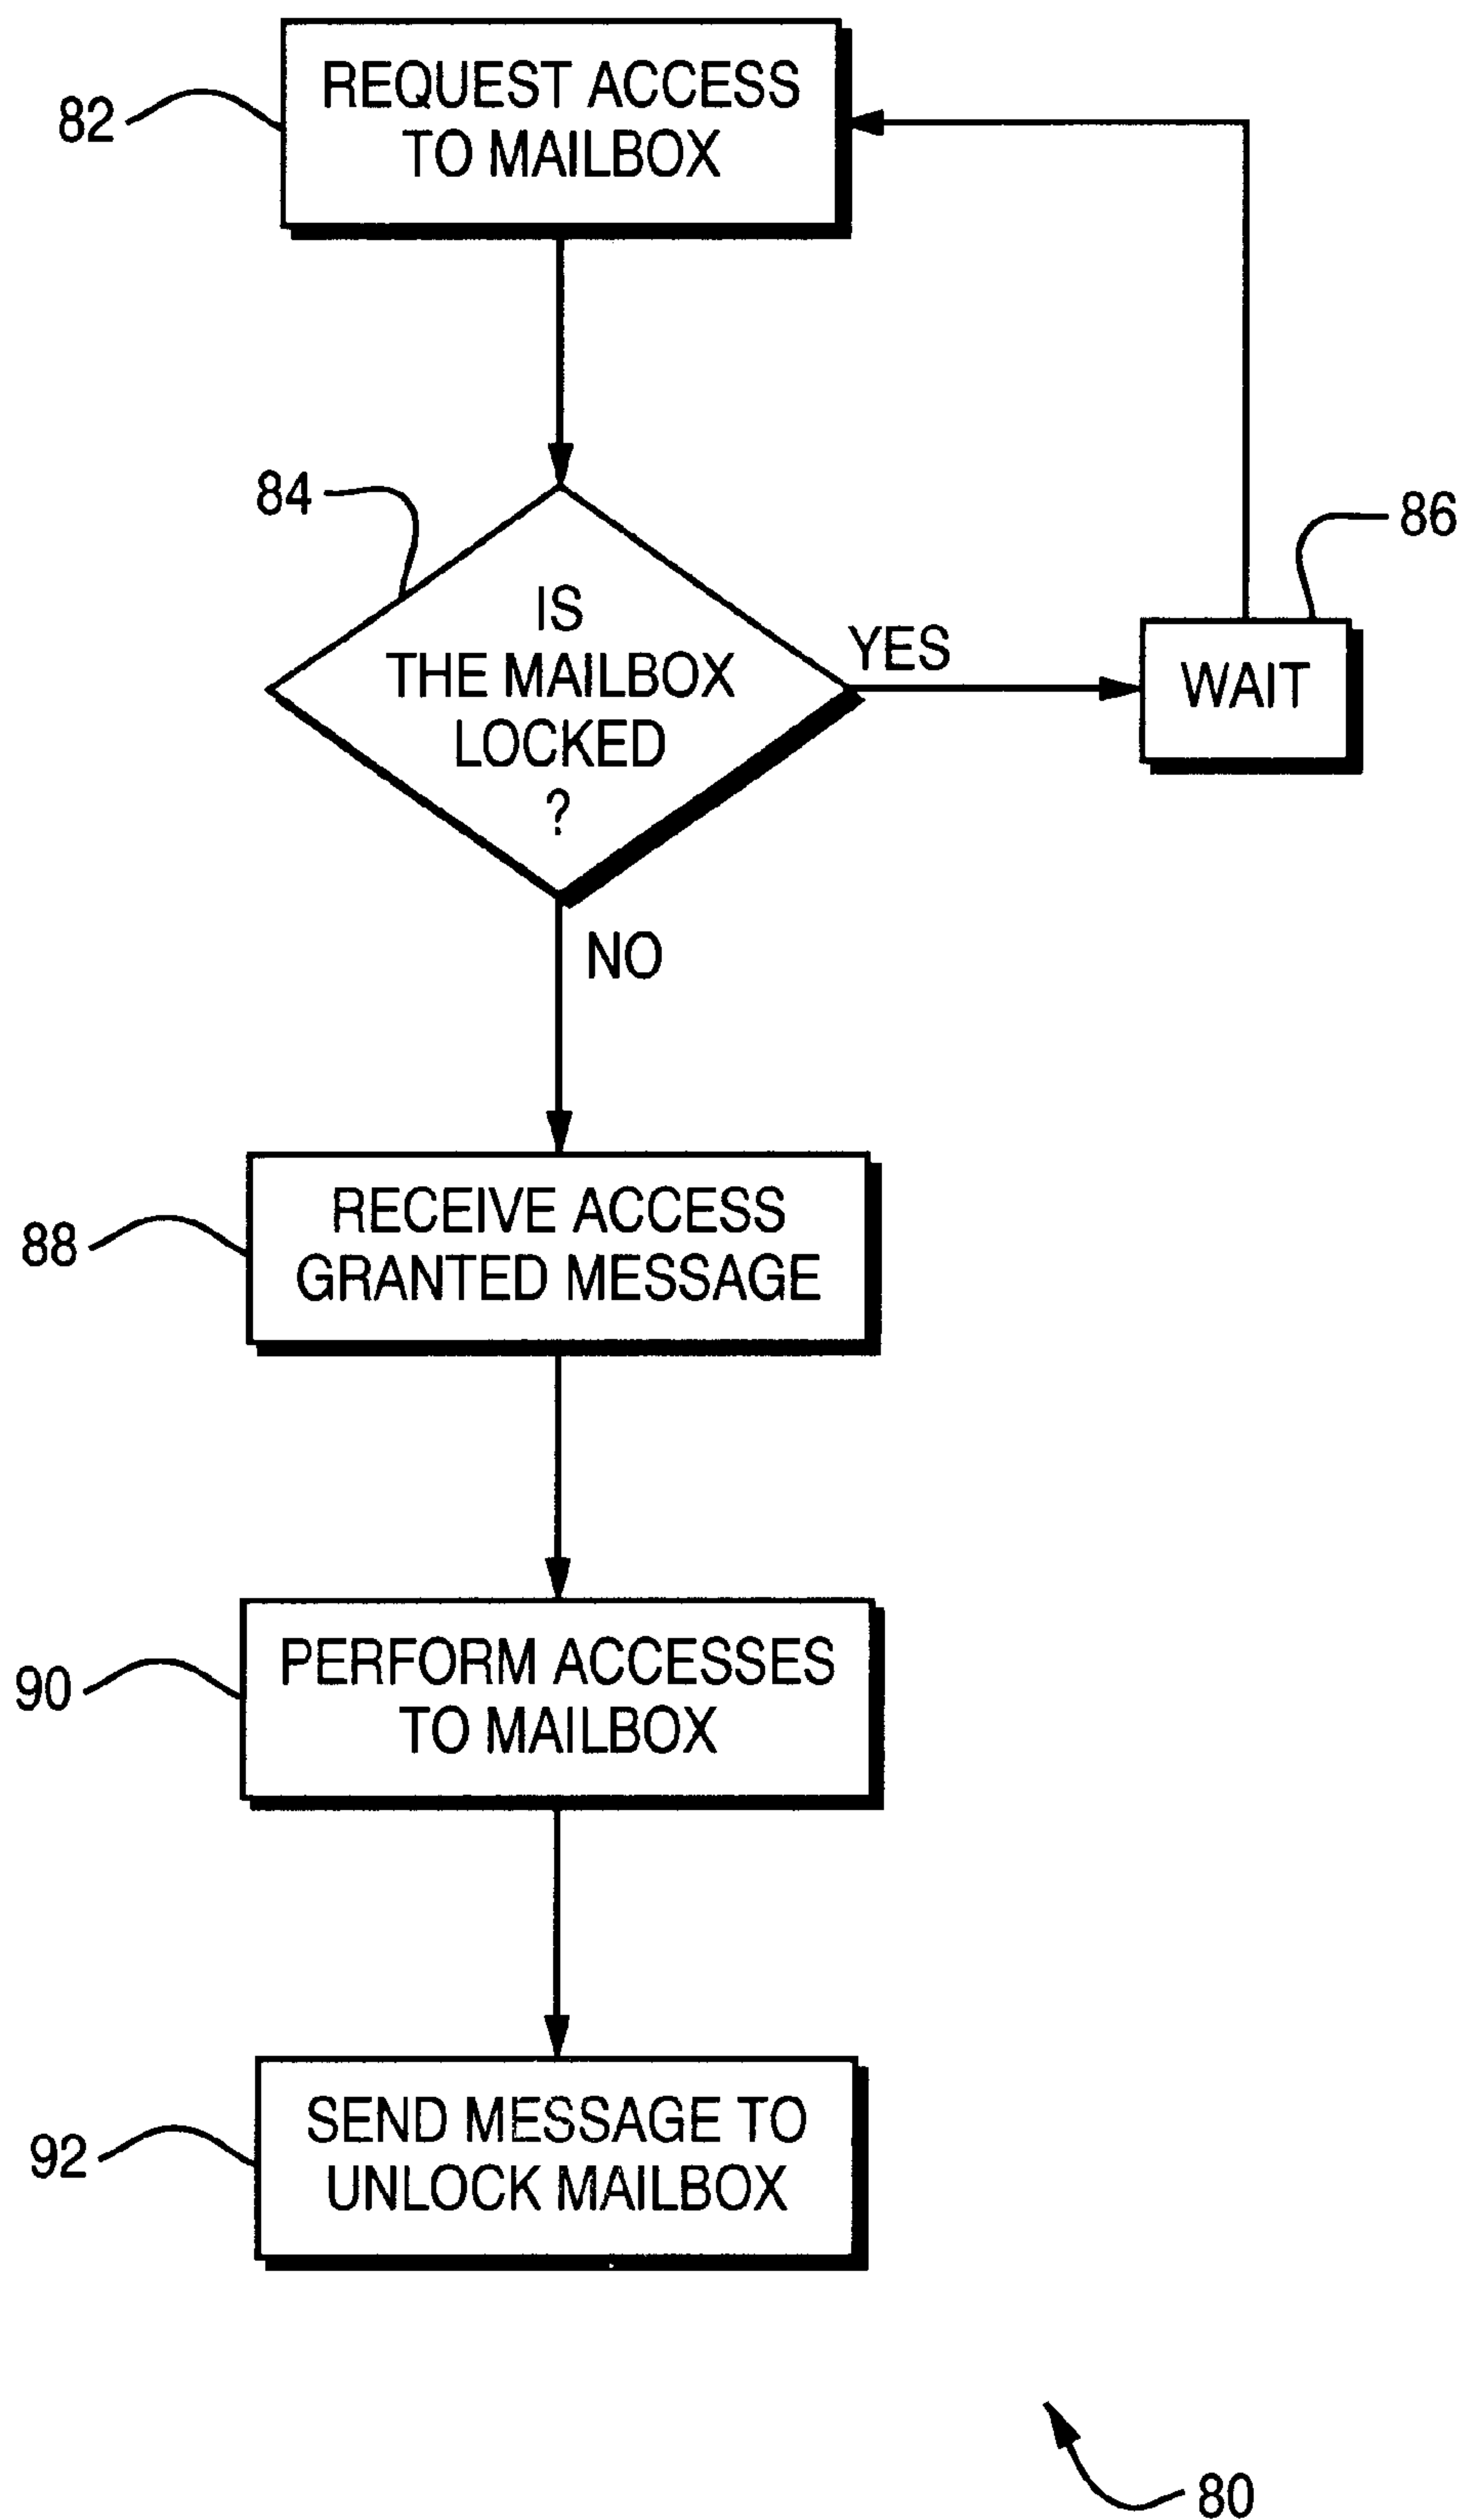 REQUEST ACCESS
TO MAILBOX
82
84
IS
THE MAILBOX
LOCKED
?
YES
86
WAIT
NO
88
RECEIVE ACCESS
GRANTED MESSAGE
90
PERFORM ACCESSES
TO MAILBOX
92
SEND MESSAGE TO
UNLOCK MAILBOX
80